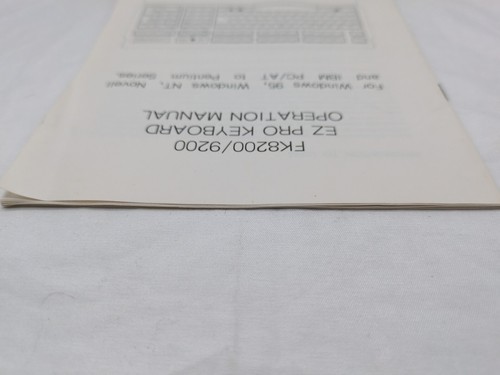 FK8200/9200
EZ PRO KEYBOARD
OPERATION MANUAL
For Windows 95, Windows NT, Novell
and IBM PC/AT to Pentium Series.